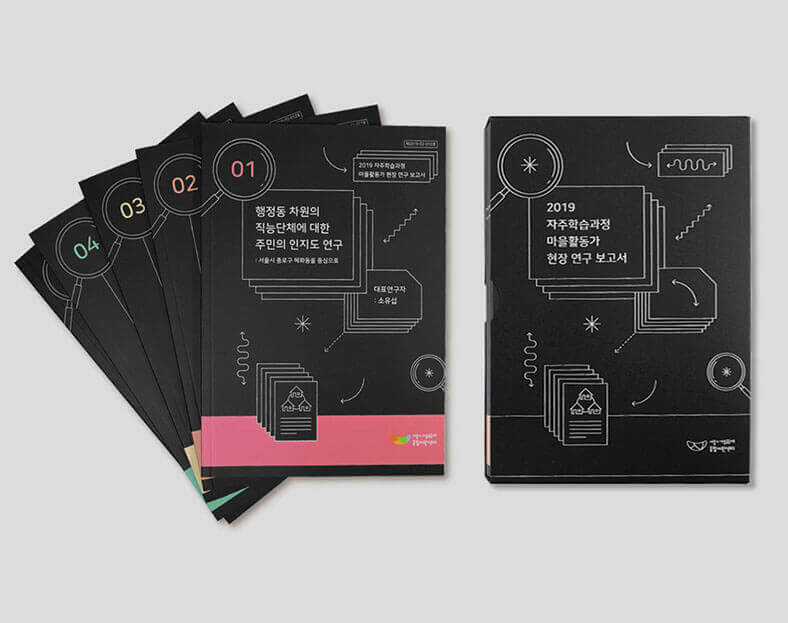 04
03
02
01
2019 자주학습과정
마을활동가 현장 연구 보고서
행정동 차원의
직능단체에 대한
주민의 인지도 연구
: 서울시 종로구 혜화동을 중심으로
대표연구자
: 소유섭
2019
자주학습과정
마을활동가
현장 연구 보고서